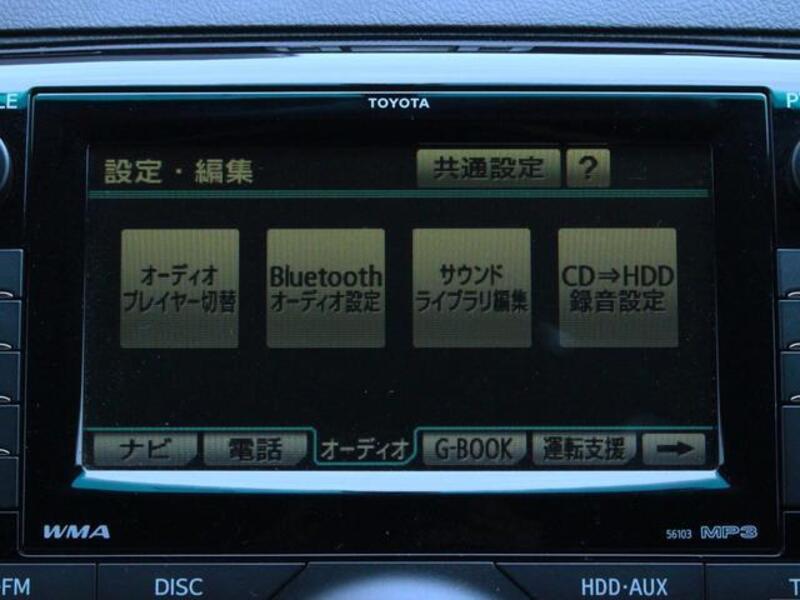 TOYOTA
設定・編集 共通設定 ?
オーディオ
プレイヤー切替
Bluetooth
オーディオ設定
サウンド
ライブラリ編集
CD⇒HDD
録音設定
ナビ 電話 オーディオ G-BOOK 運転支援 →
WMA 56103 MP3
FM DISC HDD·AUX